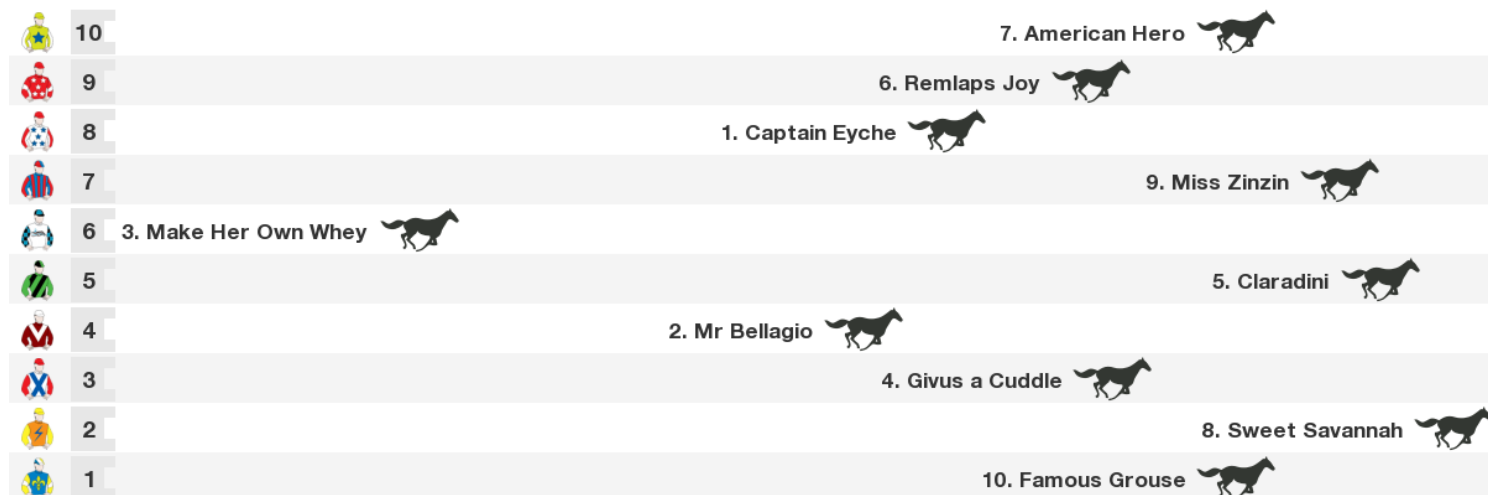 10 7. American Hero
9 6. Remlaps Joy
8 1. Captain Eyche
7 9. Miss Zinzin
6 3. Make Her Own Whey
5 5. Claradini
4 2. Mr Bellagio
3 4. Givus a Cuddle
2 8. Sweet Savannah
1 10. Famous Grouse